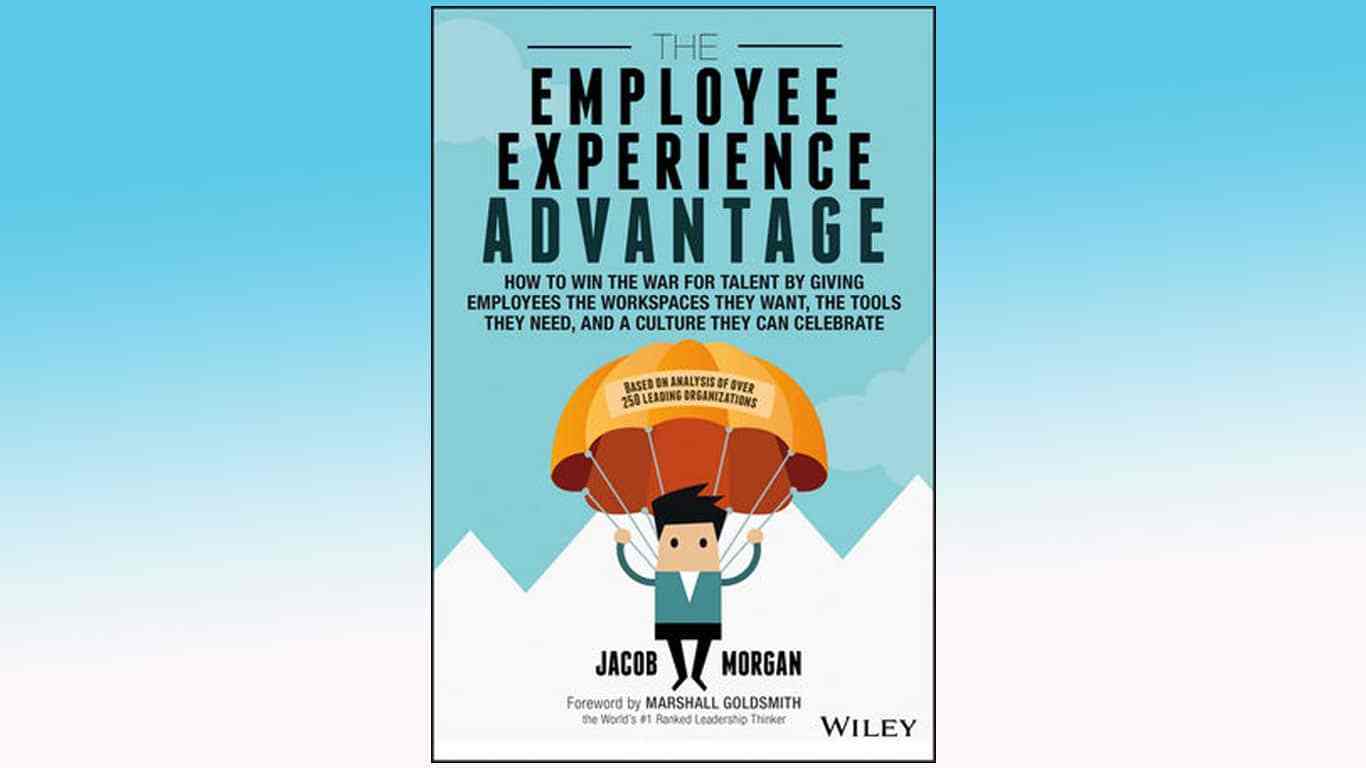 THE
EMPLOYEE
EXPERIENCE
ADVANTAGE
HOW TO WIN THE WAR FOR TALENT BY GIVING
EMPLOYEES THE WORKSPACES THEY WANT, THE TOOLS
THEY NEED, AND A CULTURE THEY CAN CELEBRATE
BASED ON ANALYSIS OF OVER
250 LEADING ORGANIZATIONS
JACOB MORGAN
Foreword by MARSHALL GOLDSMITH
the World's #1 Ranked Leadership Thinker
WILEY